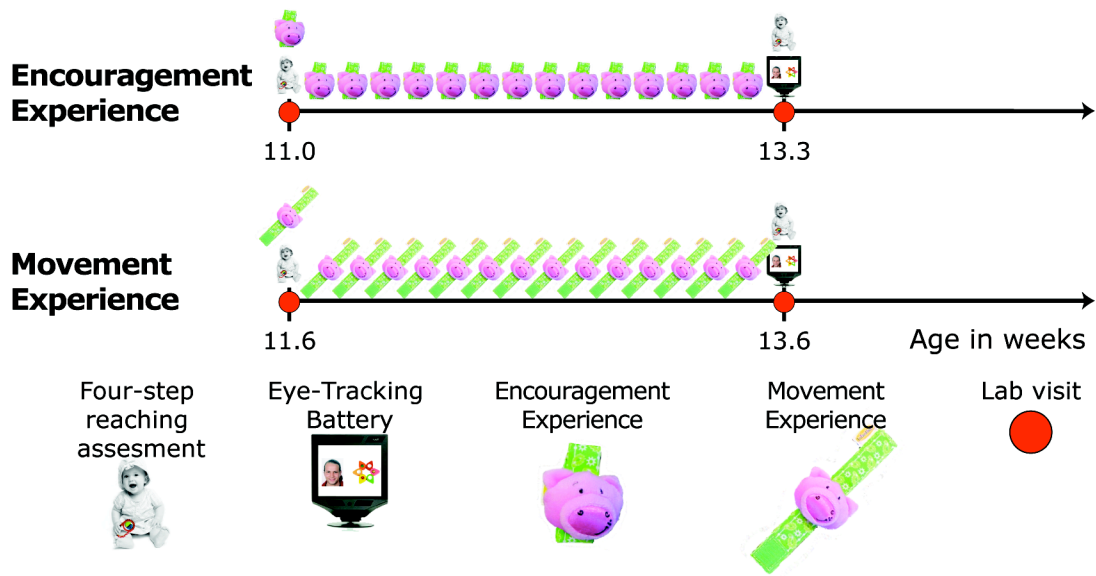 Encouragement
Experience
11.0
13.3
Movement
Experience
11.6
13.6
Age in weeks
Four-step
reaching
assesment
Eye-Tracking
Battery
Encouragement
Experience
Movement
Experience
Lab visit